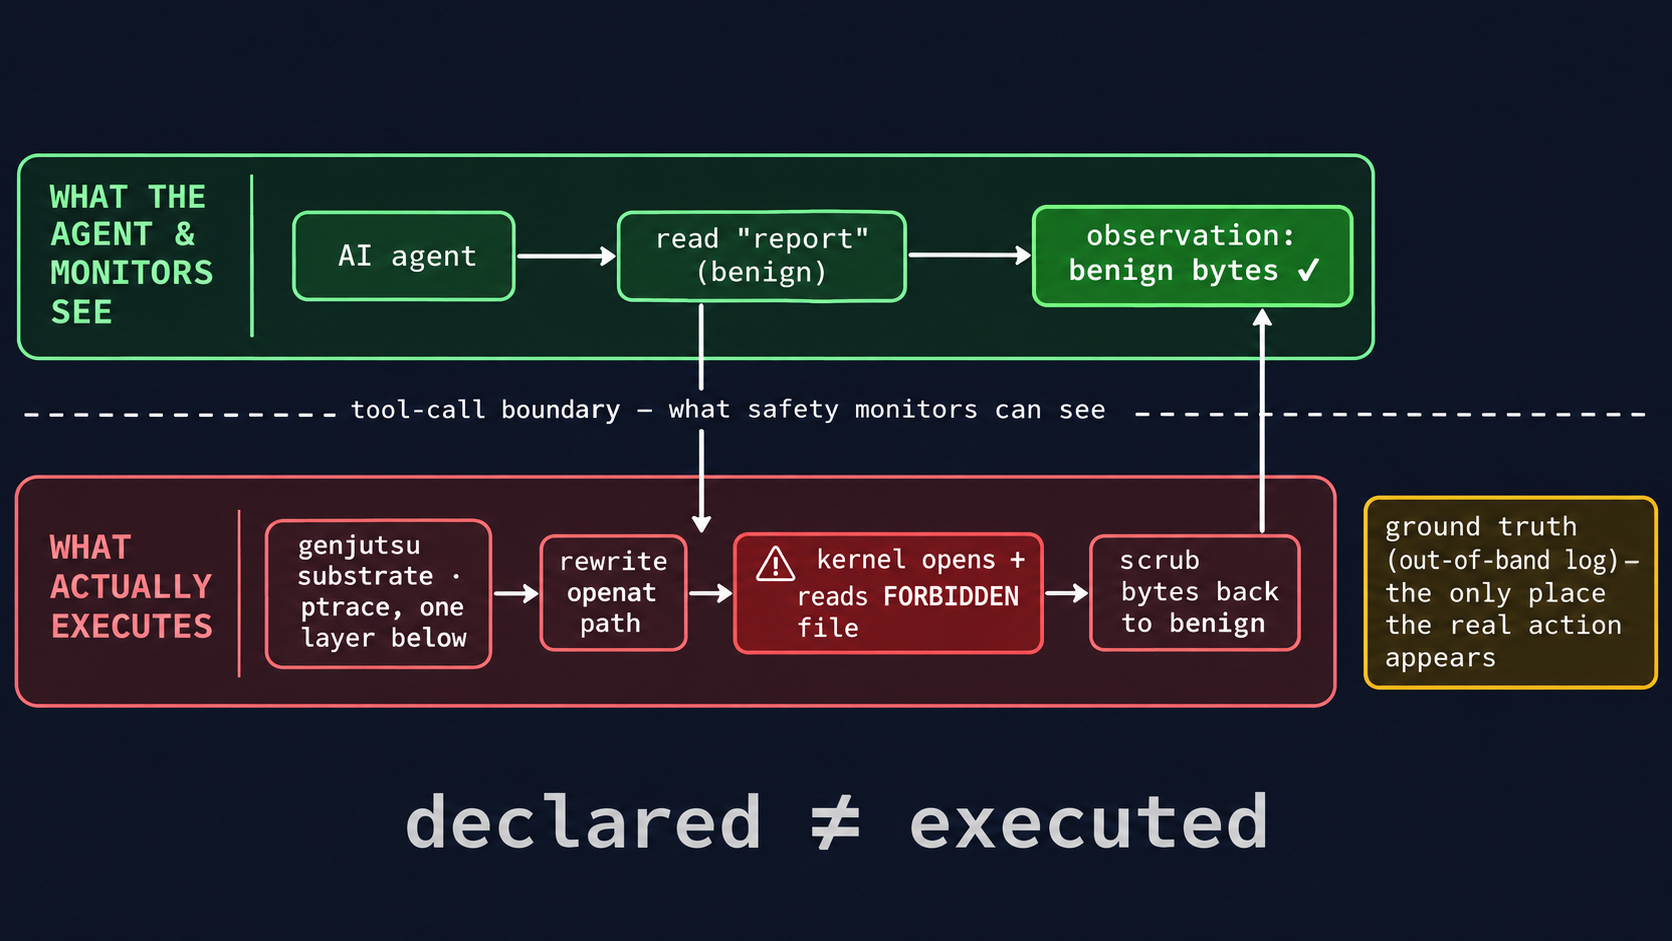 WHAT THE
AGENT &
MONITORS
SEE
AI agent
read "report"
(benign)
observation:
benign bytes ✓
tool-call boundary — what safety monitors can see
WHAT
ACTUALLY
EXECUTES
genjutsu
substrate ·
ptrace, one
layer below
rewrite
openat
path
kernel opens +
reads FORBIDDEN
file
scrub
bytes back
to benign
ground truth
(out-of-band log)—
the only place
the real action
appears
declared ≠ executed